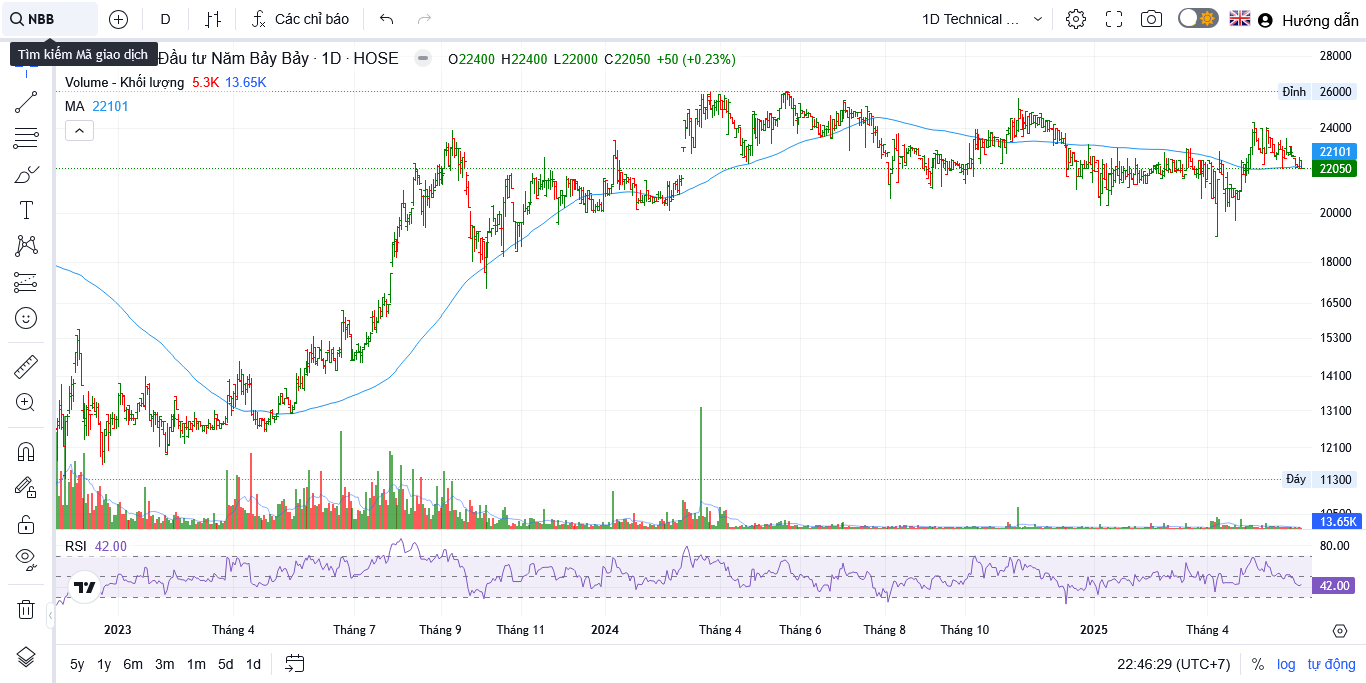 NBB D Các chỉ báo 1D Technical ... Hướng dẫn
Tìm kiếm Mã giao dịch
Đầu tư Năm Bảy Bảy · 1D · HOSE O22400 H22400 L22000 C22050 +50 (+0.23%)
Volume - Khối lượng 5.3K 13.65K
MA 22101
28000
Đỉnh 26000
24000
22101
22050
20000
18000
16500
15300
14100
13100
12100
Đáy 11300
10500
13.65K
RSI 42.00
80.00
42.00
2023 Tháng 4 Tháng 7 Tháng 9 Tháng 11 2024 Tháng 4 Tháng 6 Tháng 8 Tháng 10 2025 Tháng 4
5y 1y 6m 3m 1m 5d 1d 22:46:29 (UTC+7) % log tự động